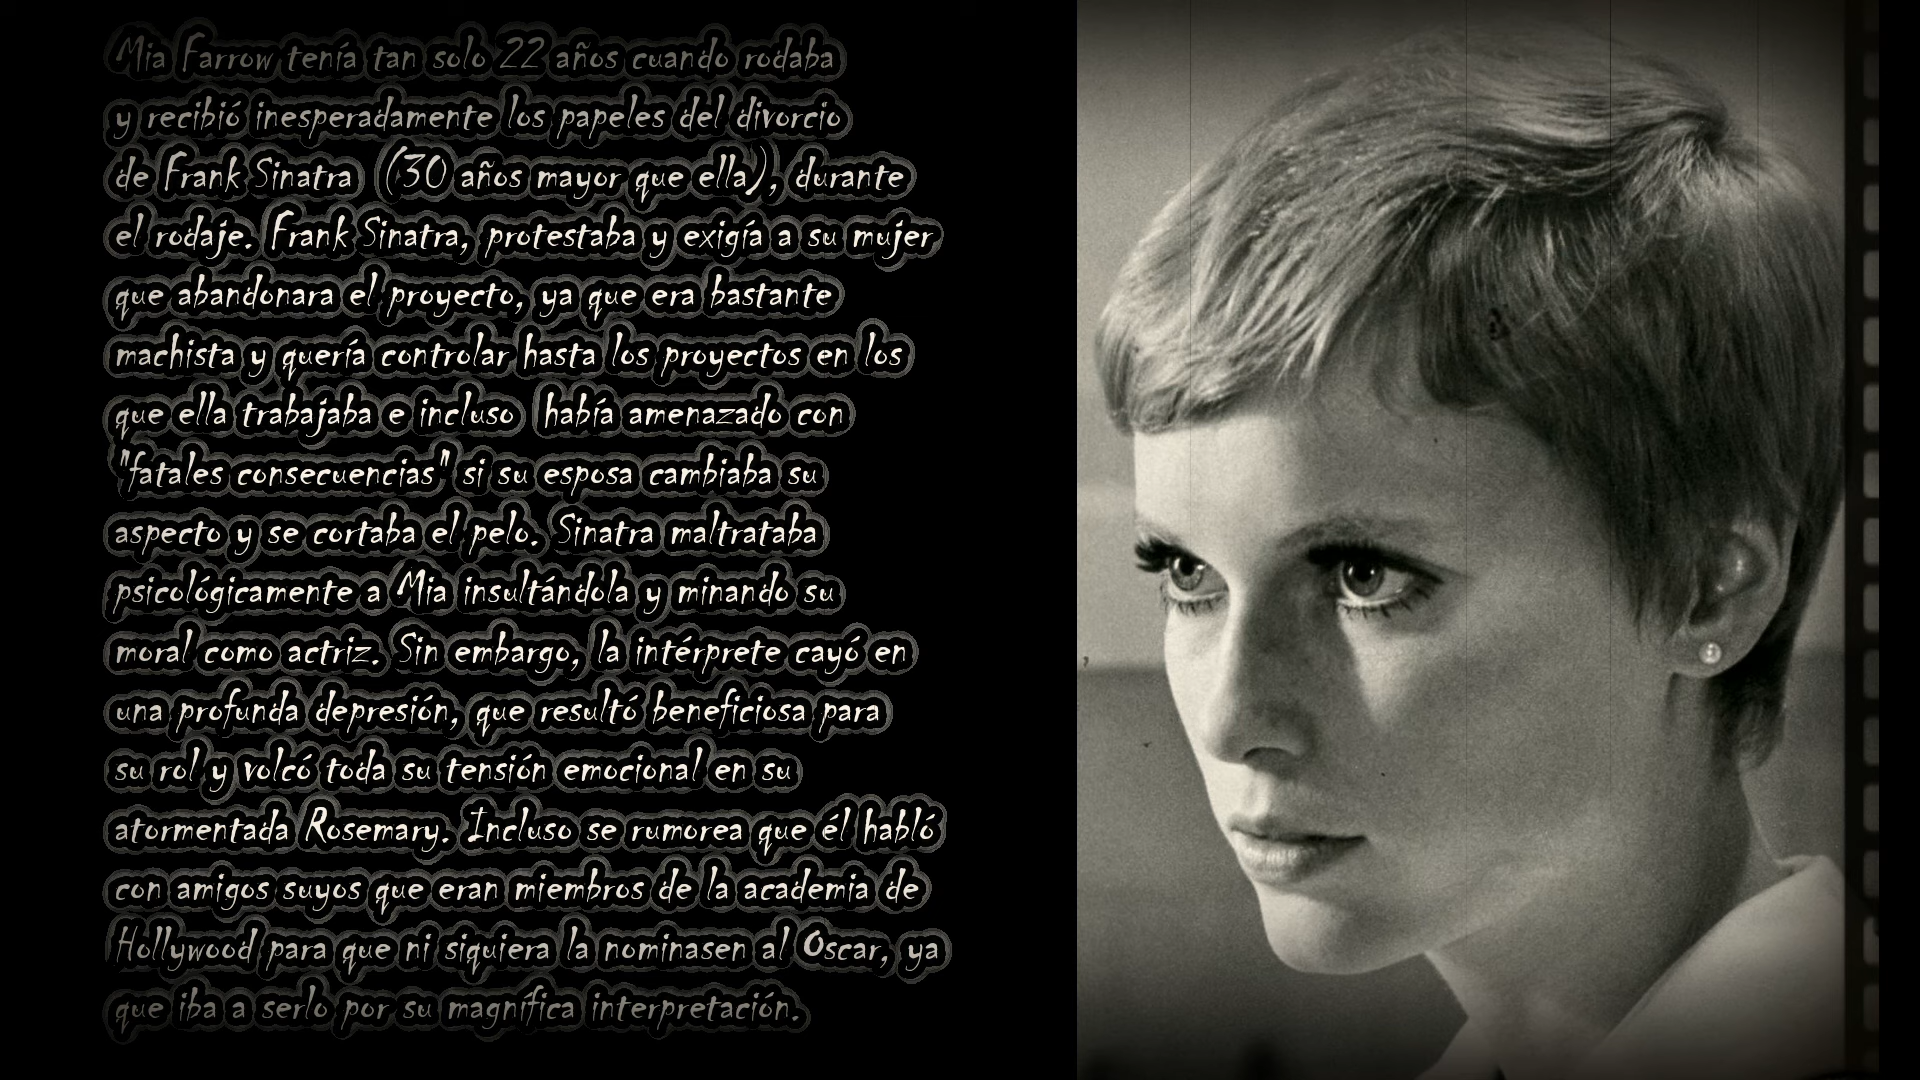 Mia Farrow tenía tan solo 22 años cuando rodaba
y recibió inesperadamente los papeles del divorcio
de Frank Sinatra (30 años mayor que ella), durante
el rodaje. Frank Sinatra, protestaba y exigía a su mujer
que abandonara el proyecto, ya que era bastante
machista y quería controlar hasta los proyectos en los
que ella trabajaba e incluso había amenazado con
"fatales consecuencias" si su esposa cambiaba su
aspecto y se cortaba el pelo. Sinatra maltrataba
psicológicamente a Mia insultándola y minando su
moral como actriz. Sin embargo, la intérprete cayó en
una profunda depresión, que resultó beneficiosa para
su rol y volcó toda su tensión emocional en su
atormentada Rosemary. Incluso se rumorea que él habló
con amigos suyos que eran miembros de la academia de
Hollywood para que ni siquiera la nominasen al Oscar, ya
que iba a serlo por su magnífica interpretación.